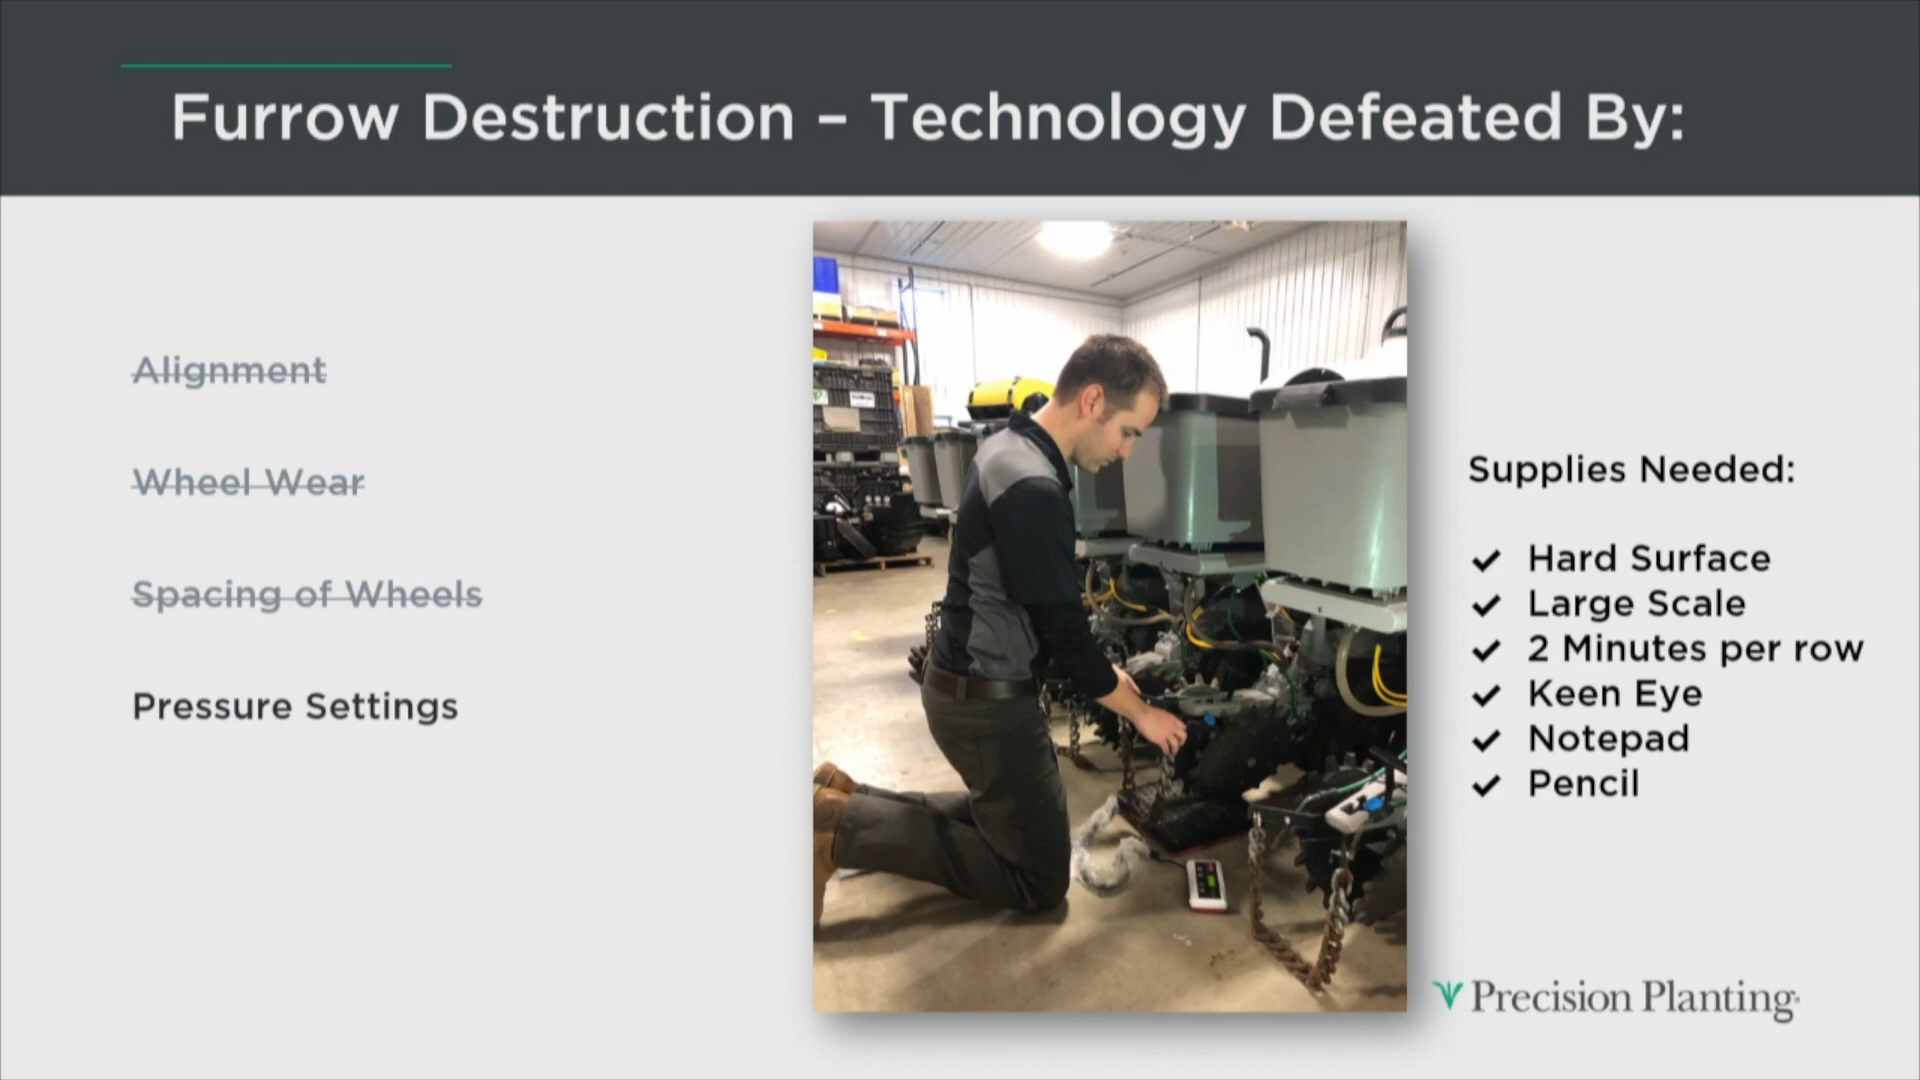 Furrow Destruction – Technology Defeated By:
Alignment
Wheel Wear
Spacing of Wheels
Pressure Settings
Supplies Needed:
✔ Hard Surface
✔ Large Scale
✔ 2 Minutes per row
✔ Keen Eye
✔ Notepad
✔ Pencil
Precision Planting